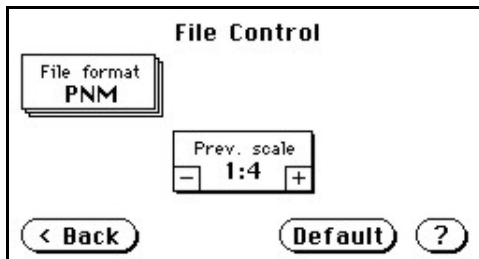 File Control
File format
PNM
Prev. scale
− 1:4 +
< Back Default ?